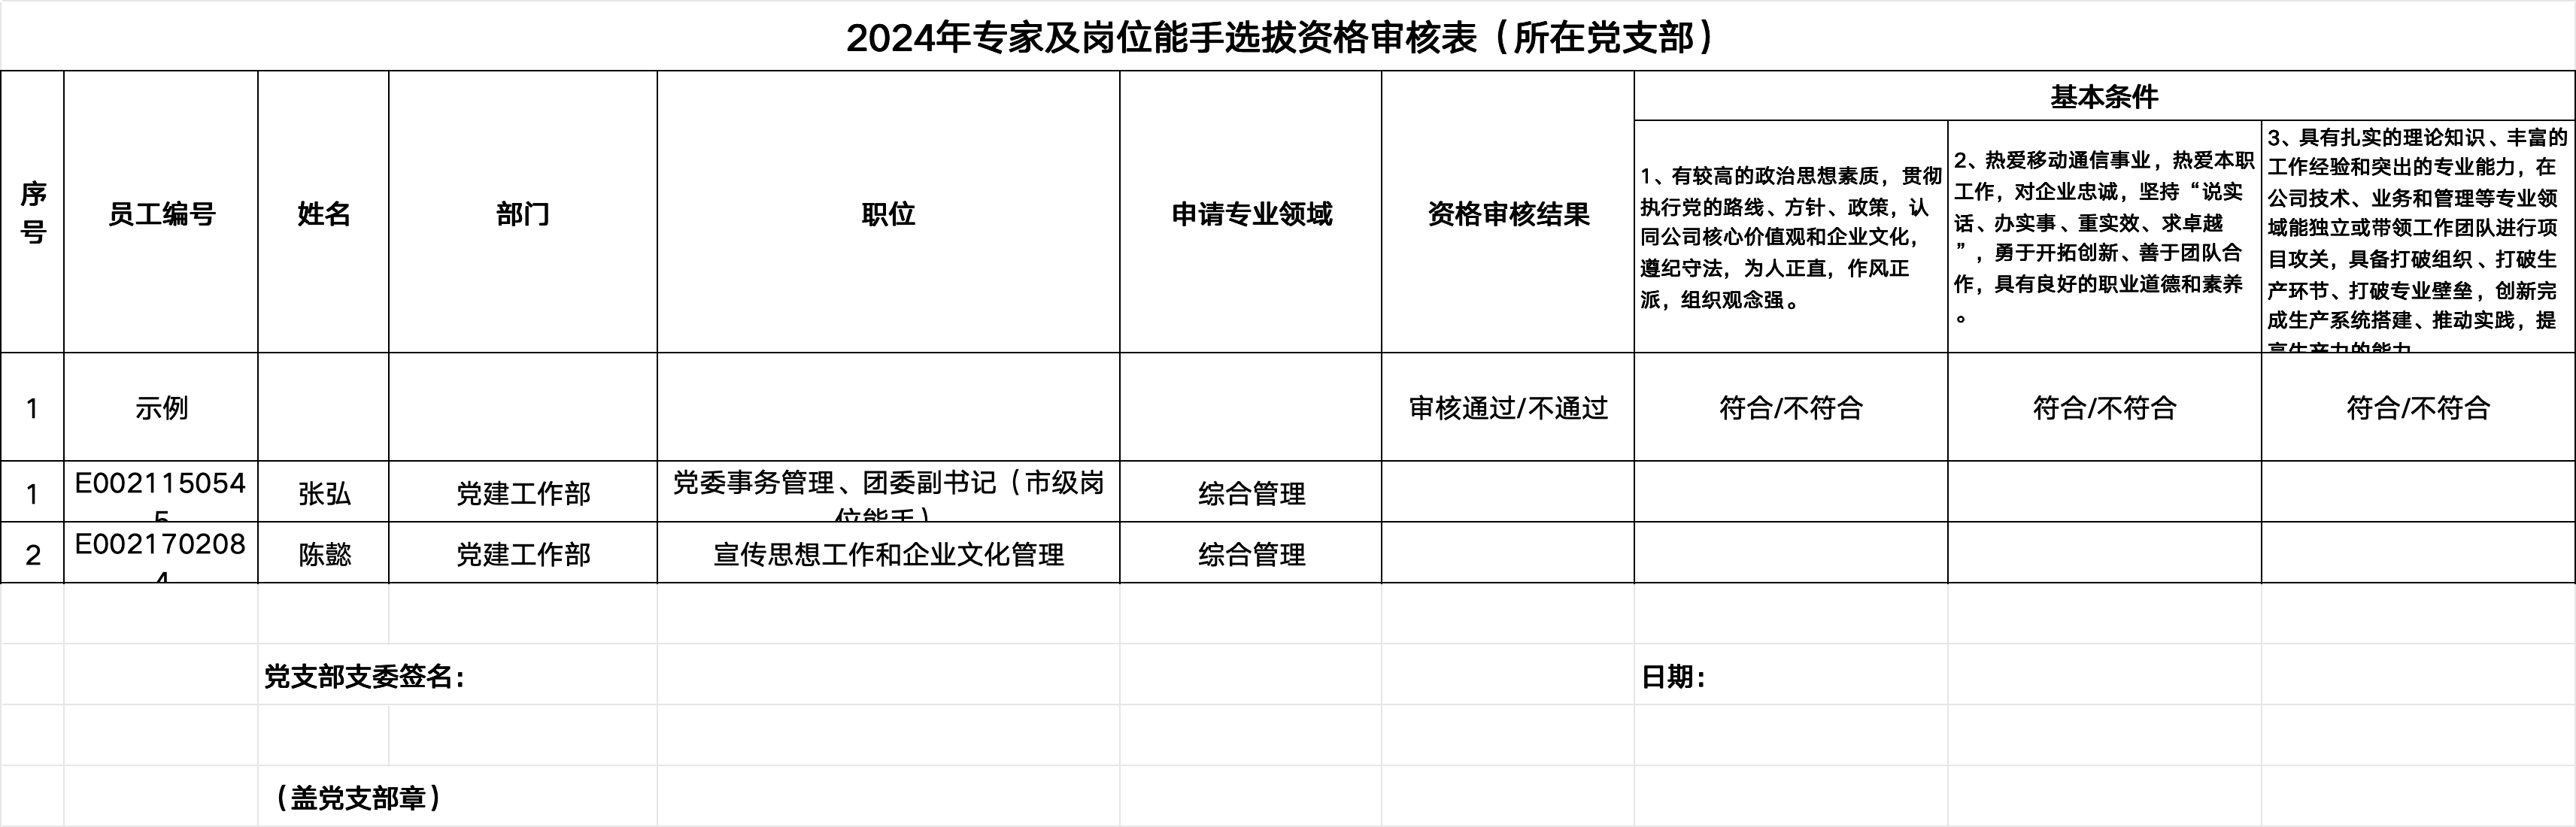 2024年专家及岗位能手选拔资格审核表（所在党支部）
序号
员工编号
姓名
部门
职位
申请专业领域
资格审核结果
基本条件
1、有较高的政治思想素质，贯彻
执行党的路线、方针、政策，认
同公司核心价值观和企业文化，
遵纪守法，为人正直，作风正
派，组织观念强。
2、热爱移动通信事业，热爱本职
工作，对企业忠诚，坚持“说实
话、办实事、重实效、求卓越
”，勇于开拓创新、善于团队合
作，具有良好的职业道德和素养
。
3、具有扎实的理论知识、丰富的
工作经验和突出的专业能力，在
公司技术、业务和管理等专业领
域能独立或带领工作团队进行项
目攻关，具备打破组织、打破生
产环节、打破专业壁垒，创新完
成生产系统搭建、推动实践，提
高生产力的能力
1 示例 审核通过/不通过 符合/不符合 符合/不符合 符合/不符合
1
E002115054
5
张弘
党建工作部
党委事务管理、团委副书记（市级岗
位能手）
综合管理
2
E002170208
4
陈懿
党建工作部
宣传思想工作和企业文化管理
综合管理
党支部支委签名： 日期：
（盖党支部章）